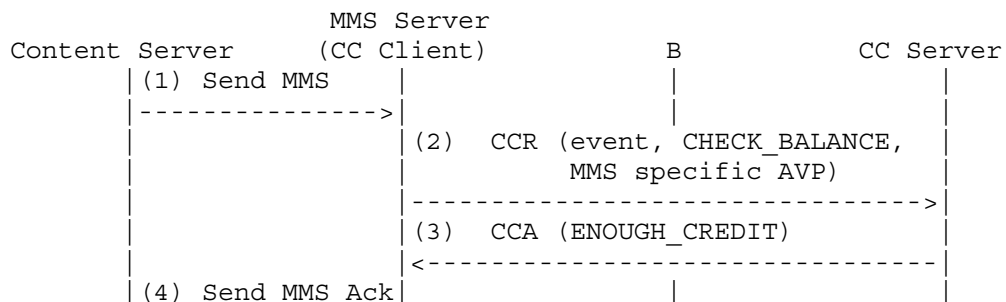 MMS Server
Content Server (CC Client) B CC Server
(1) Send MMS
(2) CCR (event, CHECK_BALANCE,
MMS specific AVP)
(3) CCA (ENOUGH_CREDIT)
(4) Send MMS Ack